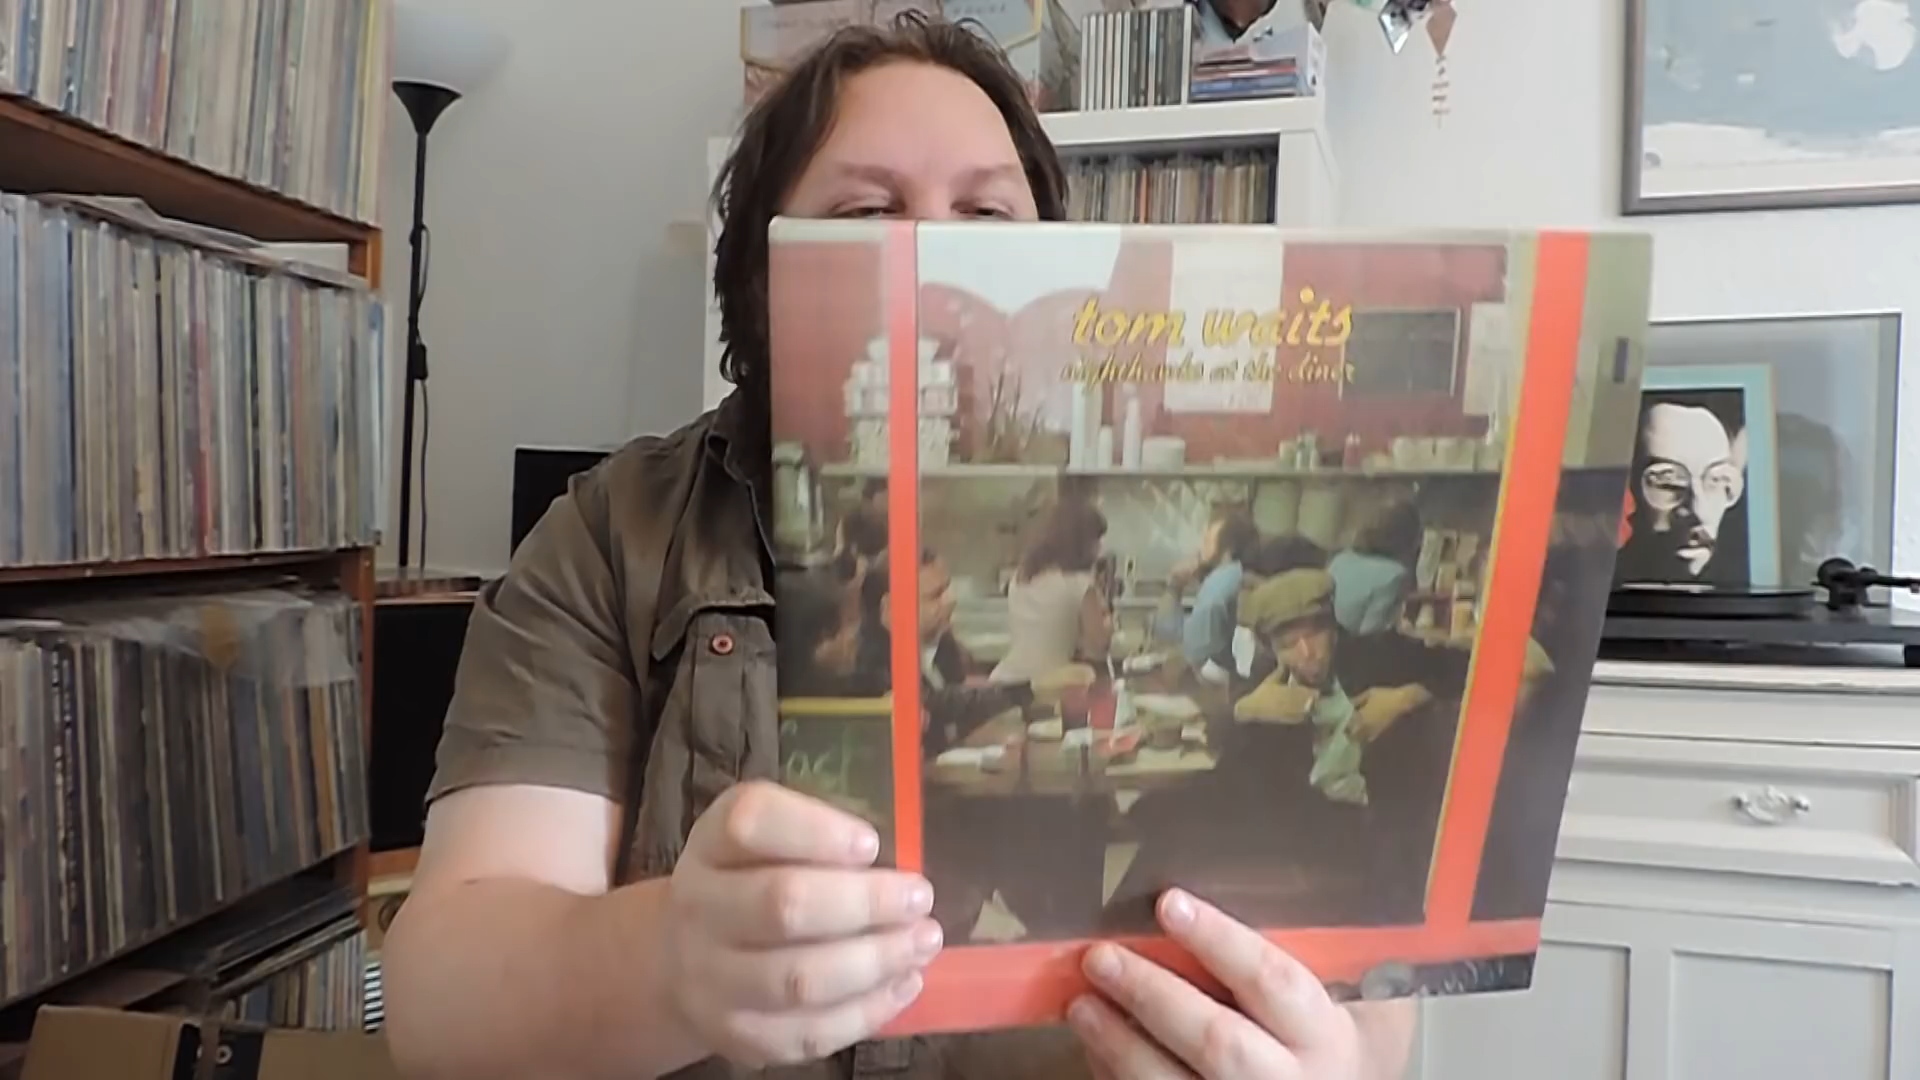 tom waits
nighthawks at the diner